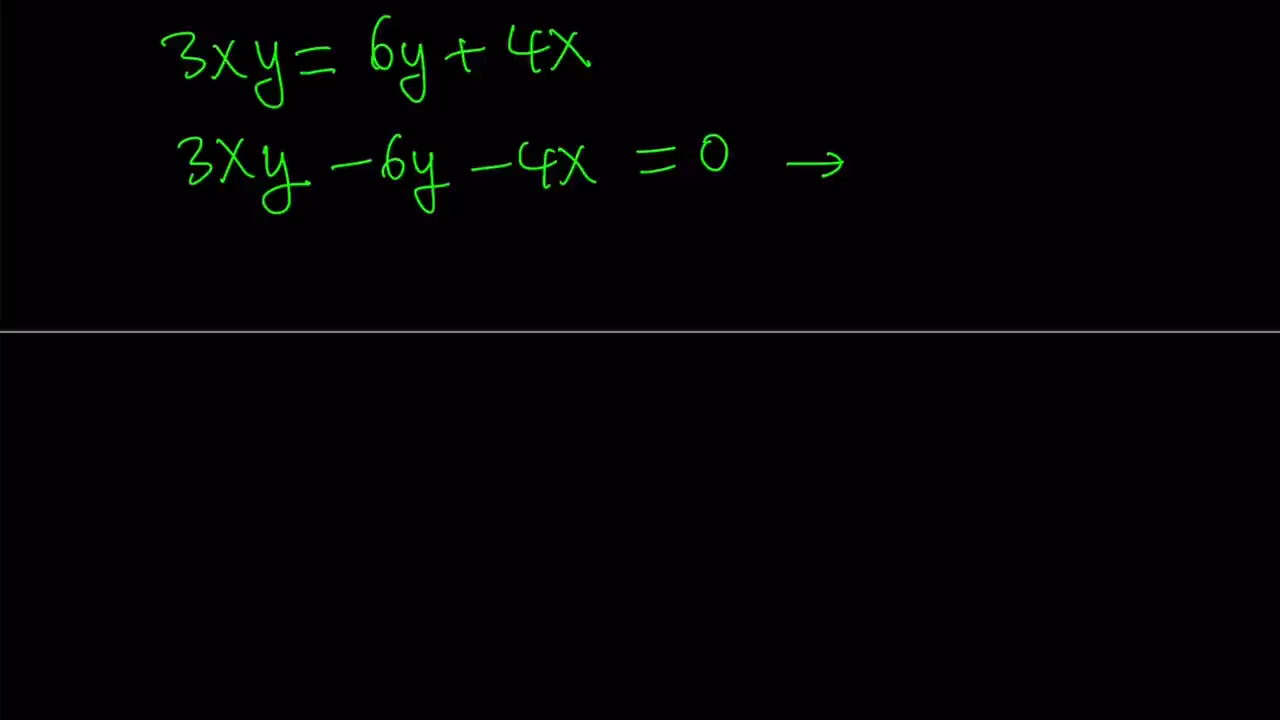 3xy = 6y + 4x
3xy - 6y - 4x = 0 →